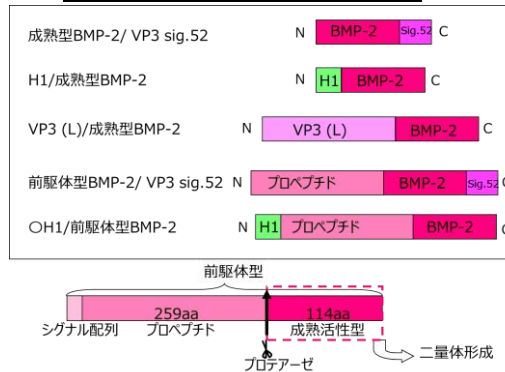 成熟型BMP-2/ VP3 sig.52 N BMP-2 Sig.52 C
H1/成熟型BMP-2 N H1 BMP-2 C
VP3 (L)/成熟型BMP-2 N VP3 (L) BMP-2 C
前駆体型BMP-2/ VP3 sig.52 N プロペプチド BMP-2 Sig.52 C
OH1/前駆体型BMP-2 N H1 プロペプチド BMP-2 C
前駆体型
259aa 114aa
シグナル配列 プロペプチド 成熟活性型
二量体形成
プロテアーゼ